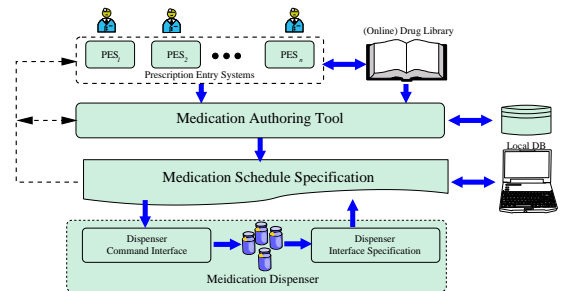 PES1 PES2 PESn
(Online) Drug Library
Prescription Entry Systems
Medication Authoring Tool
Local DB
Medication Schedule Specification
Dispenser
Command Interface
Dispenser
Interface Specification
Meidication Dispenser